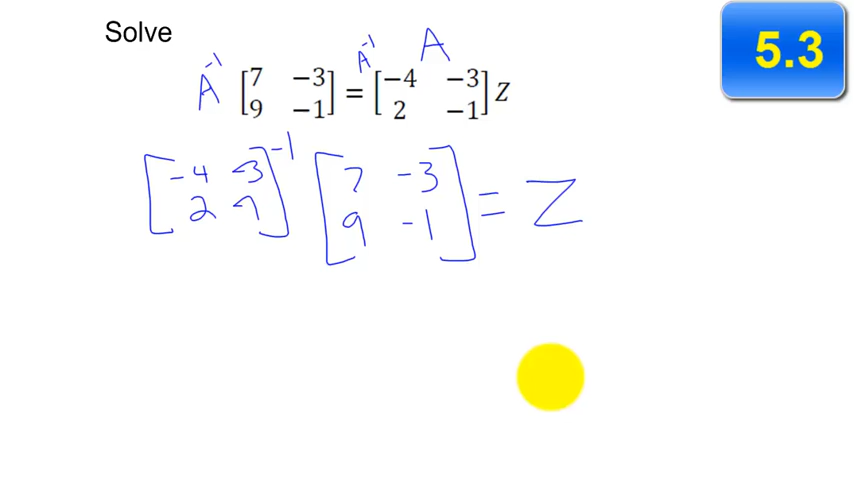 Solve
5.3
A⁻¹ [7 −3; 9 −1] = A⁻¹ [−4 −3; 2 −1] Z
A
[-4 -3; 2 -1]⁻¹ [7 -3; 9 -1] = Z